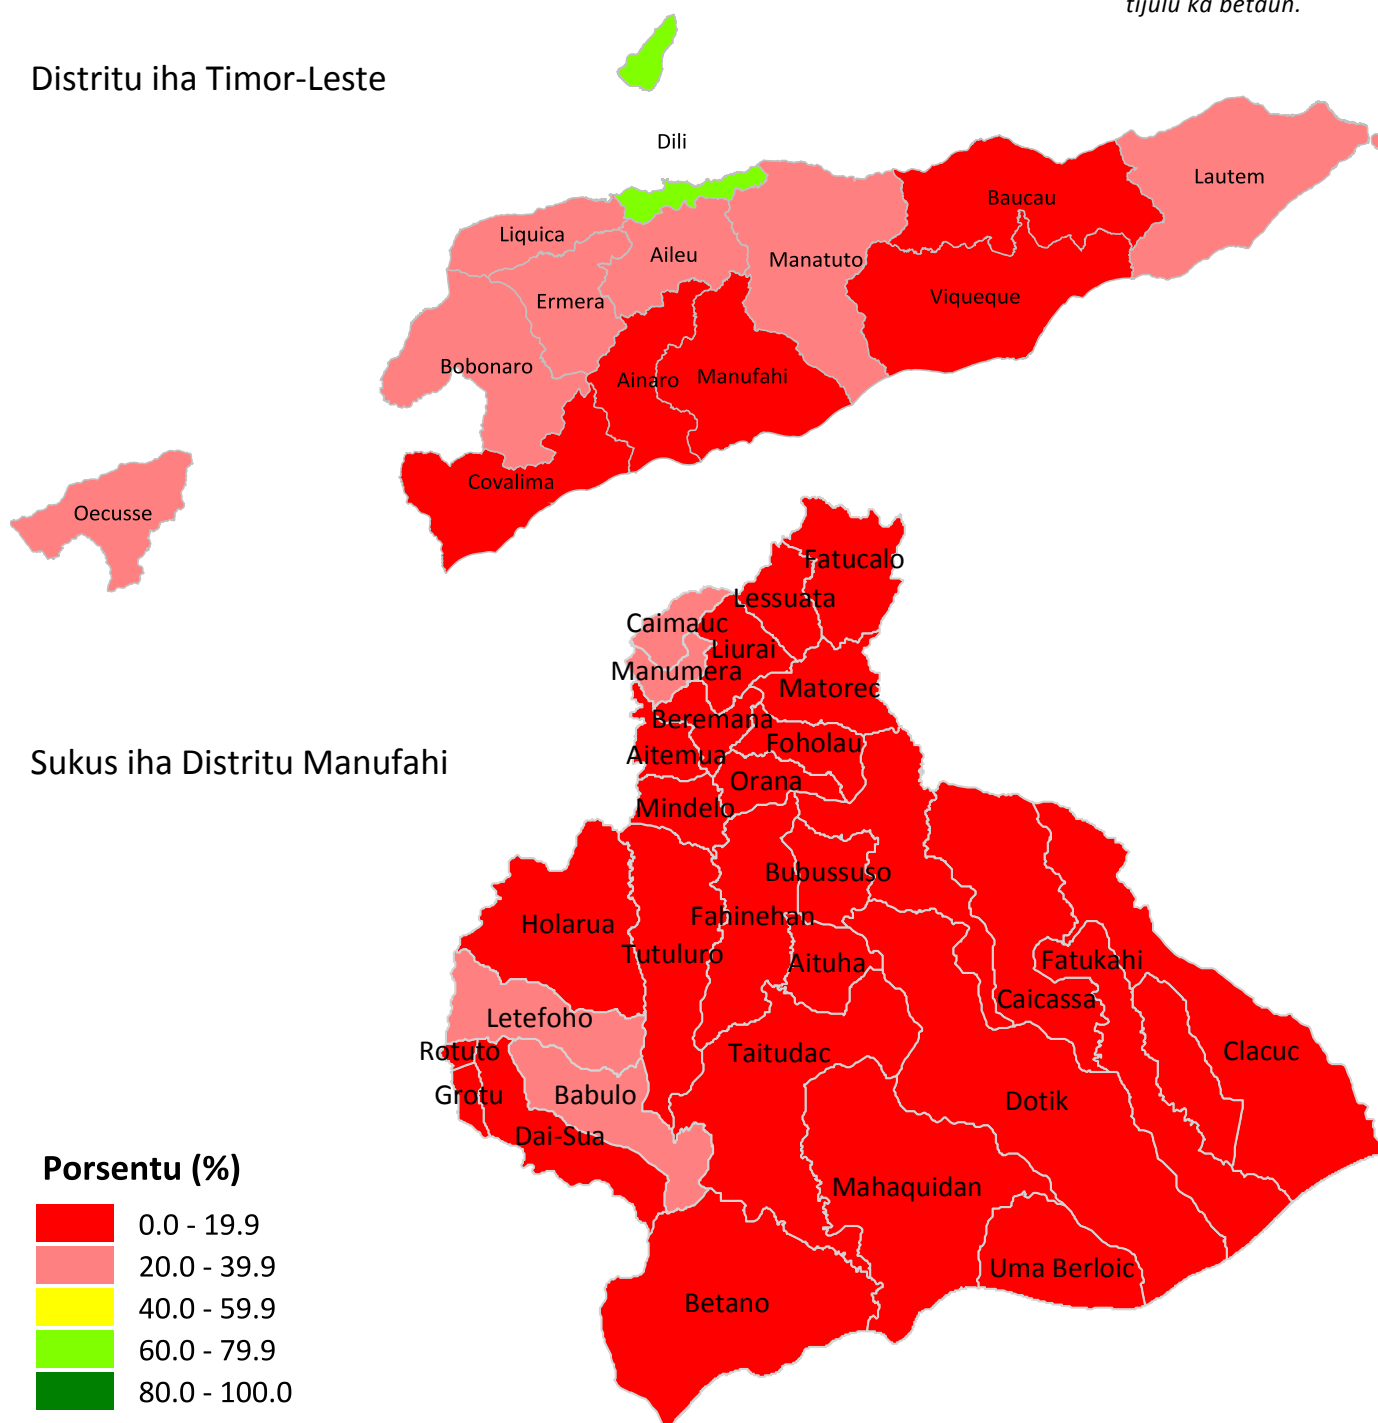 tijulu ka betaun.
Distritu iha Timor-Leste
Dili
Lautem
Baucau
Liquica
Aileu
Manatuto
Viqueque
Ermera
Bobonaro
Ainaro
Manufahi
Covalima
Oecusse
Fatucalo
Lessuata
Caimauc
Liurai
Manumera
Matorec
Beremana
Foholau
Aitemua
Sukus iha Distritu Manufahi
Orana
Mindelo
Bubussuso
Fahinehan
Holarua
Tutuluro
Aituha
Fatukahi
Caicassa
Letefoho
Rotuto
Taitudac
Clacuc
Grotu
Babulo
Dotik
Dai-Sua
Mahaquidan
Uma Berloic
Betano
Porsentu (%)
0.0 - 19.9
20.0 - 39.9
40.0 - 59.9
60.0 - 79.9
80.0 - 100.0